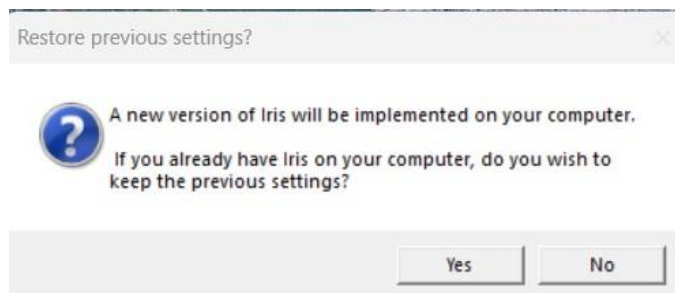 Restore previous settings?
A new version of Iris will be implemented on your computer.
If you already have Iris on your computer, do you wish to
keep the previous settings?
Yes No